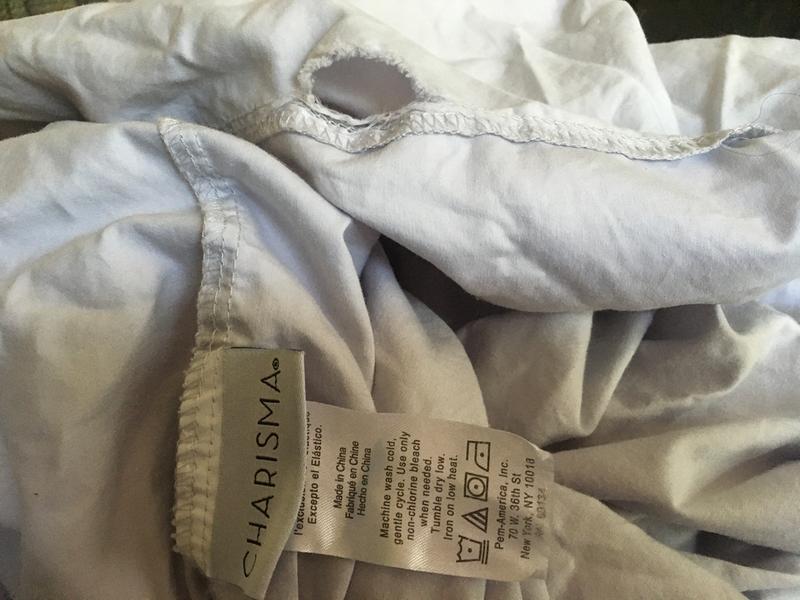 CHARISMA®
Excepto el Elástico.
Made in China
Fabriqué en Chine
Hecho en China
Machine wash cold,
gentle cycle. Use only
non-chlorine bleach
when needed.
Tumble dry low.
Iron on low heat.
Pem-America, Inc.
70 W. 36th St
New York, NY 10018